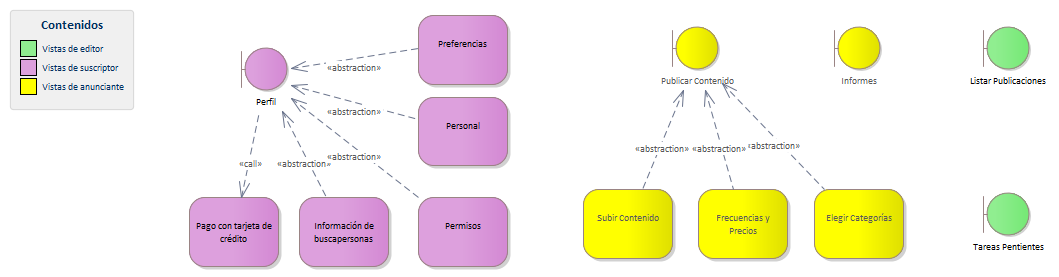 Contenidos
Vistas de editor
Vistas de suscriptor
Vistas de anunciante
Perfil
Preferencias
«abstraction»
Personal
«abstraction»
«abstraction»
«call»
«abstraction»
Pago con tarjeta de
crédito
Información de
buscapersonas
Permisos
Publicar Contenido
Informes
Listar Publicaciones
«abstraction»
«abstraction»
«abstraction»
Subir Contenido
Frecuencias y
Precios
Elegir Categorías
Tareas Pentientes